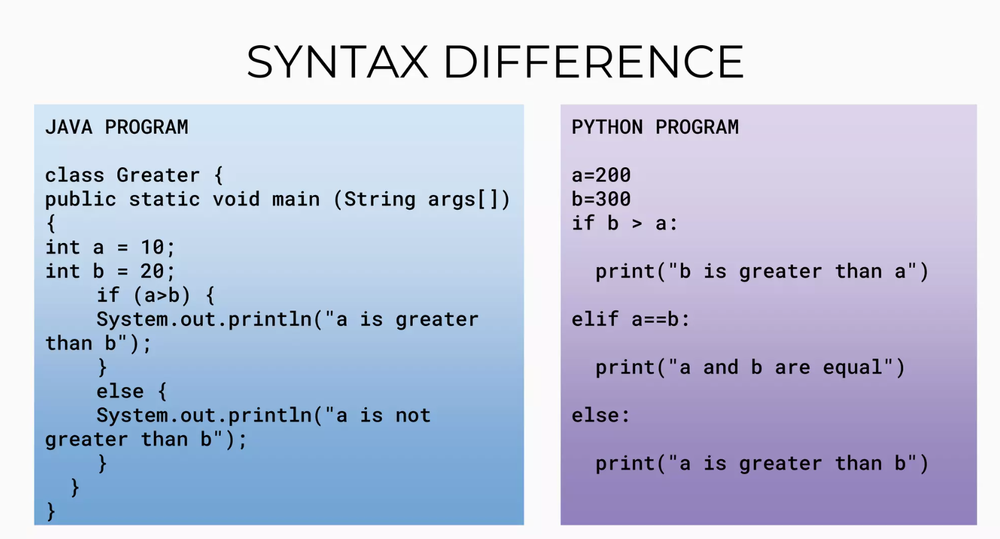 SYNTAX DIFFERENCE
JAVA PROGRAM
class Greater {
public static void main (String args[])
{
int a = 10;
int b = 20;
if (a>b) {
System.out.println("a is greater
than b");
}
else {
System.out.println("a is not
greater than b");
}
}
}
PYTHON PROGRAM
a=200
b=300
if b > a:
print("b is greater than a")
elif a==b:
print("a and b are equal")
else:
print("a is greater than b")